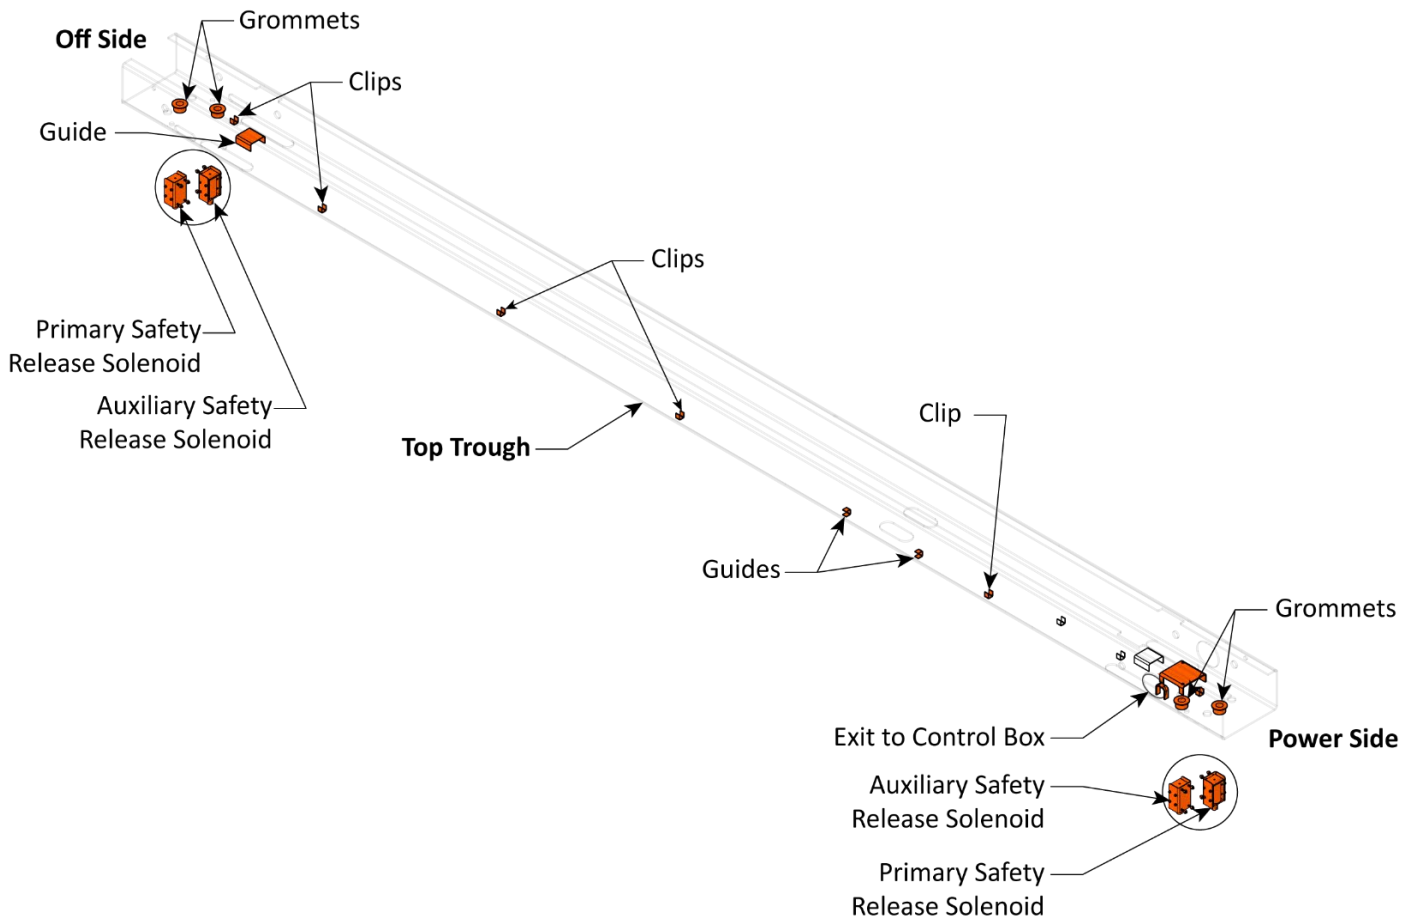 Grommets
Off Side
Clips
Guide
Clips
Primary Safety
Release Solenoid
Auxiliary Safety
Release Solenoid
Top Trough
Clip
Guides
Grommets
Exit to Control Box
Power Side
Auxiliary Safety
Release Solenoid
Primary Safety
Release Solenoid